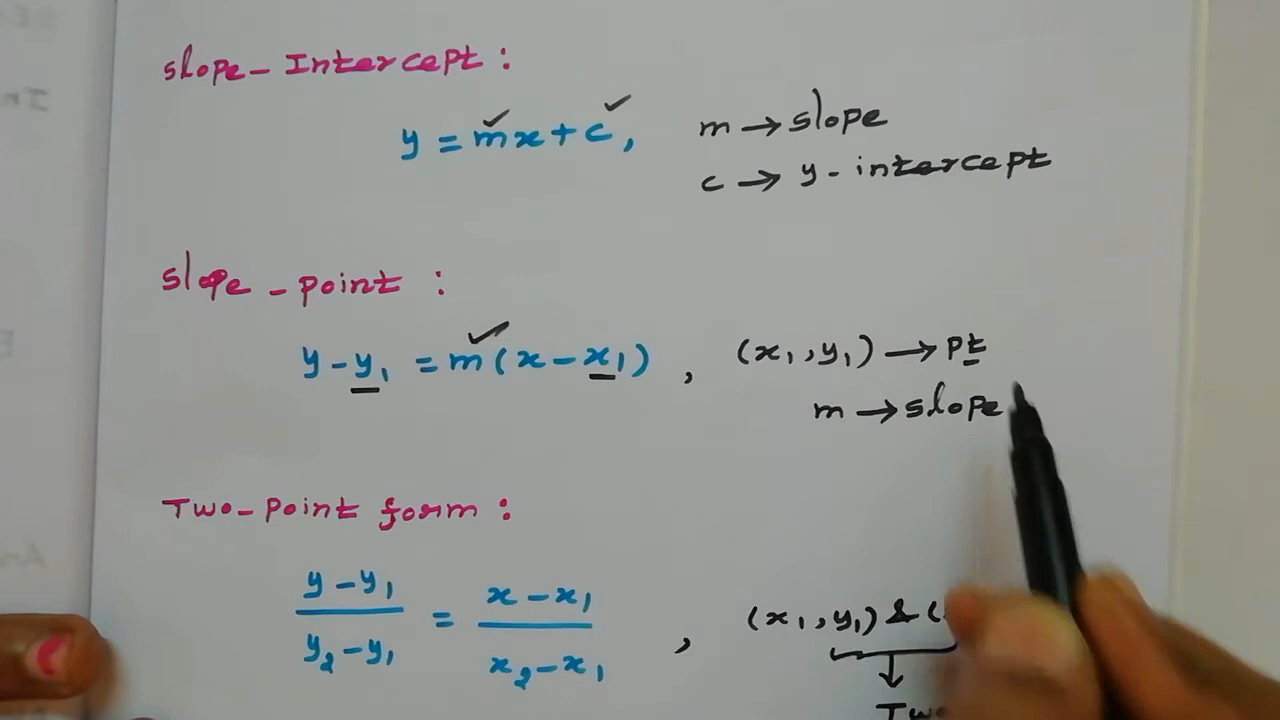 slope-Intercept :
y = mx + c, m → slope
c → y-intercept
slope-point :
y - y₁ = m(x - x₁), (x₁, y₁) → pt
m → slope
Two-point form :
(y - y₁)/(y₂ - y₁) = (x - x₁)/(x₂ - x₁), (x₁, y₁) & (